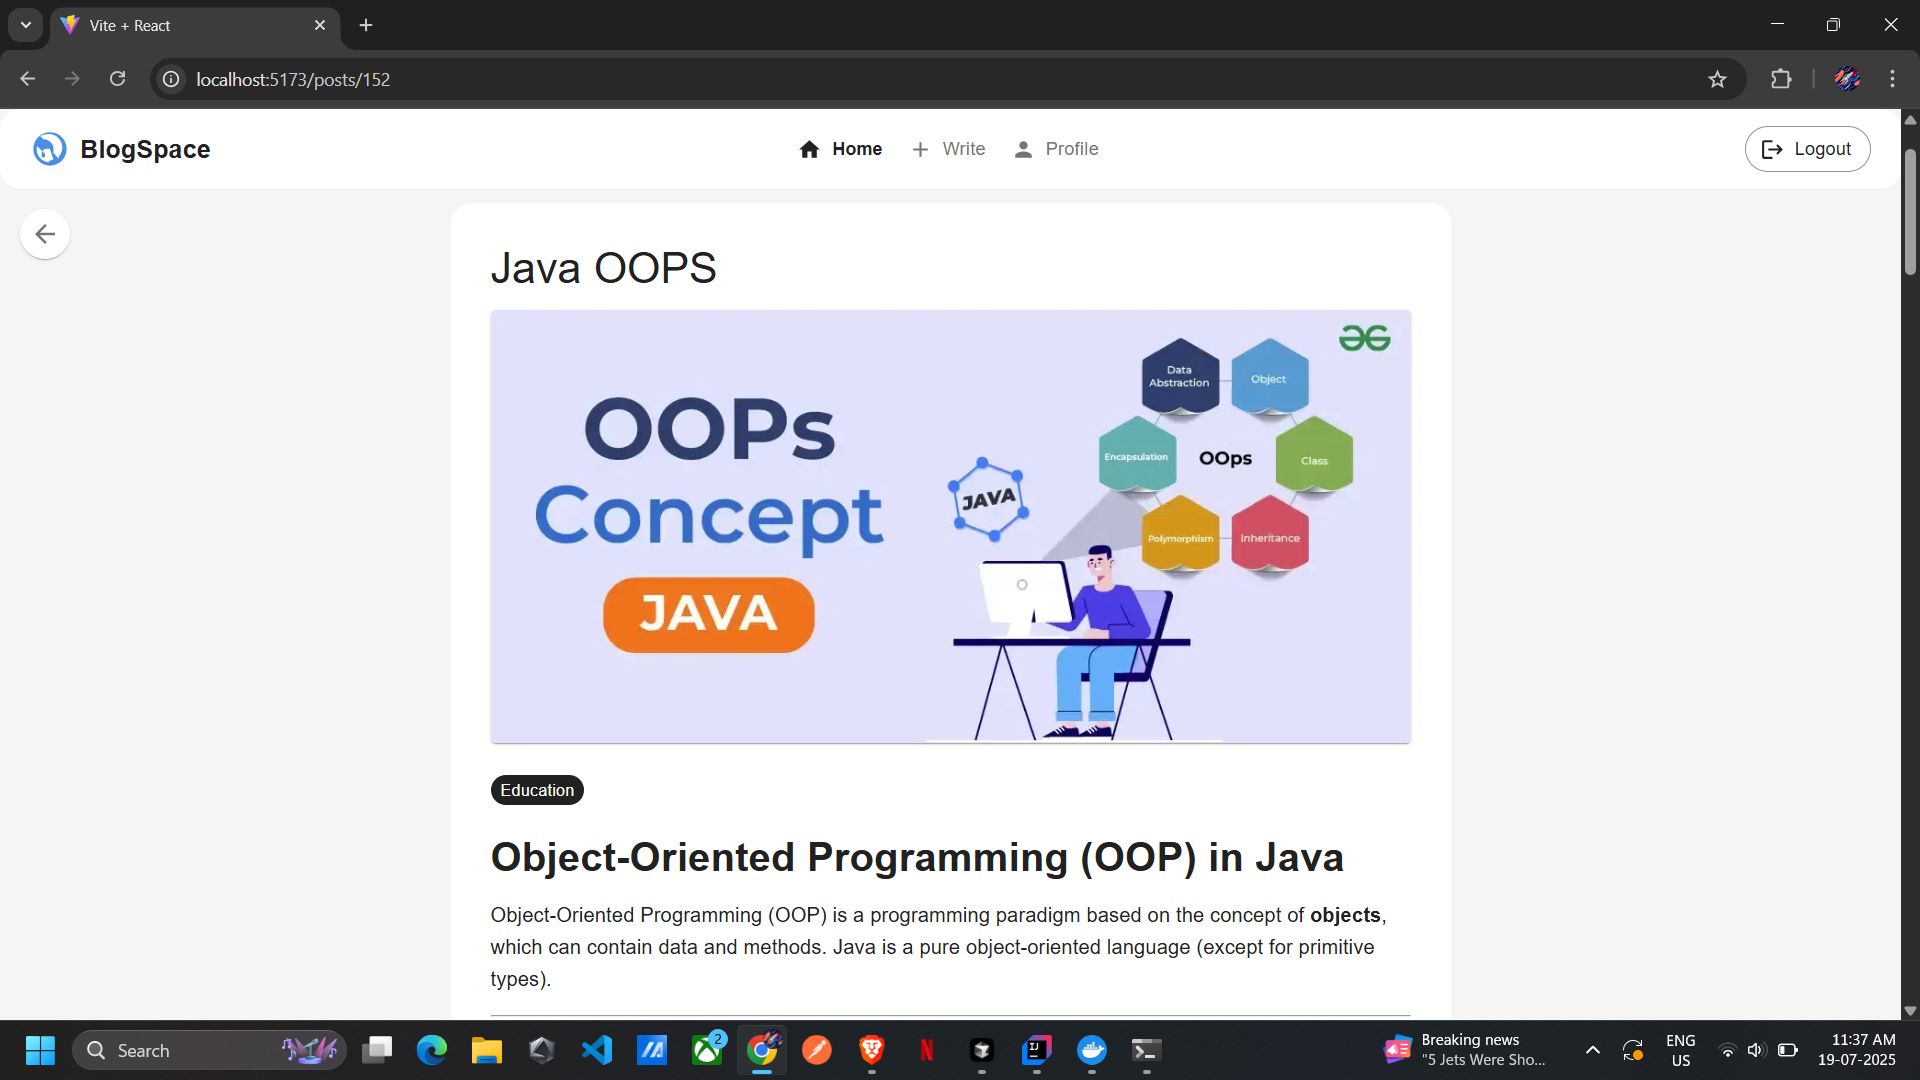 Vite + React
localhost:5173/posts/152
BlogSpace
Home
Write
Profile
Logout
Java OOPS
OOPs
Concept
JAVA
JAVA
Data
Abstraction
Object
Encapsulation
OOps
Class
Polymorphism
Inheritance
Education
Object-Oriented Programming (OOP) in Java
Object-Oriented Programming (OOP) is a programming paradigm based on the concept of objects,
which can contain data and methods. Java is a pure object-oriented language (except for primitive
types).
Search
2
Breaking news
"5 Jets Were Sho...
ENG
US
11:37 AM
19-07-2025